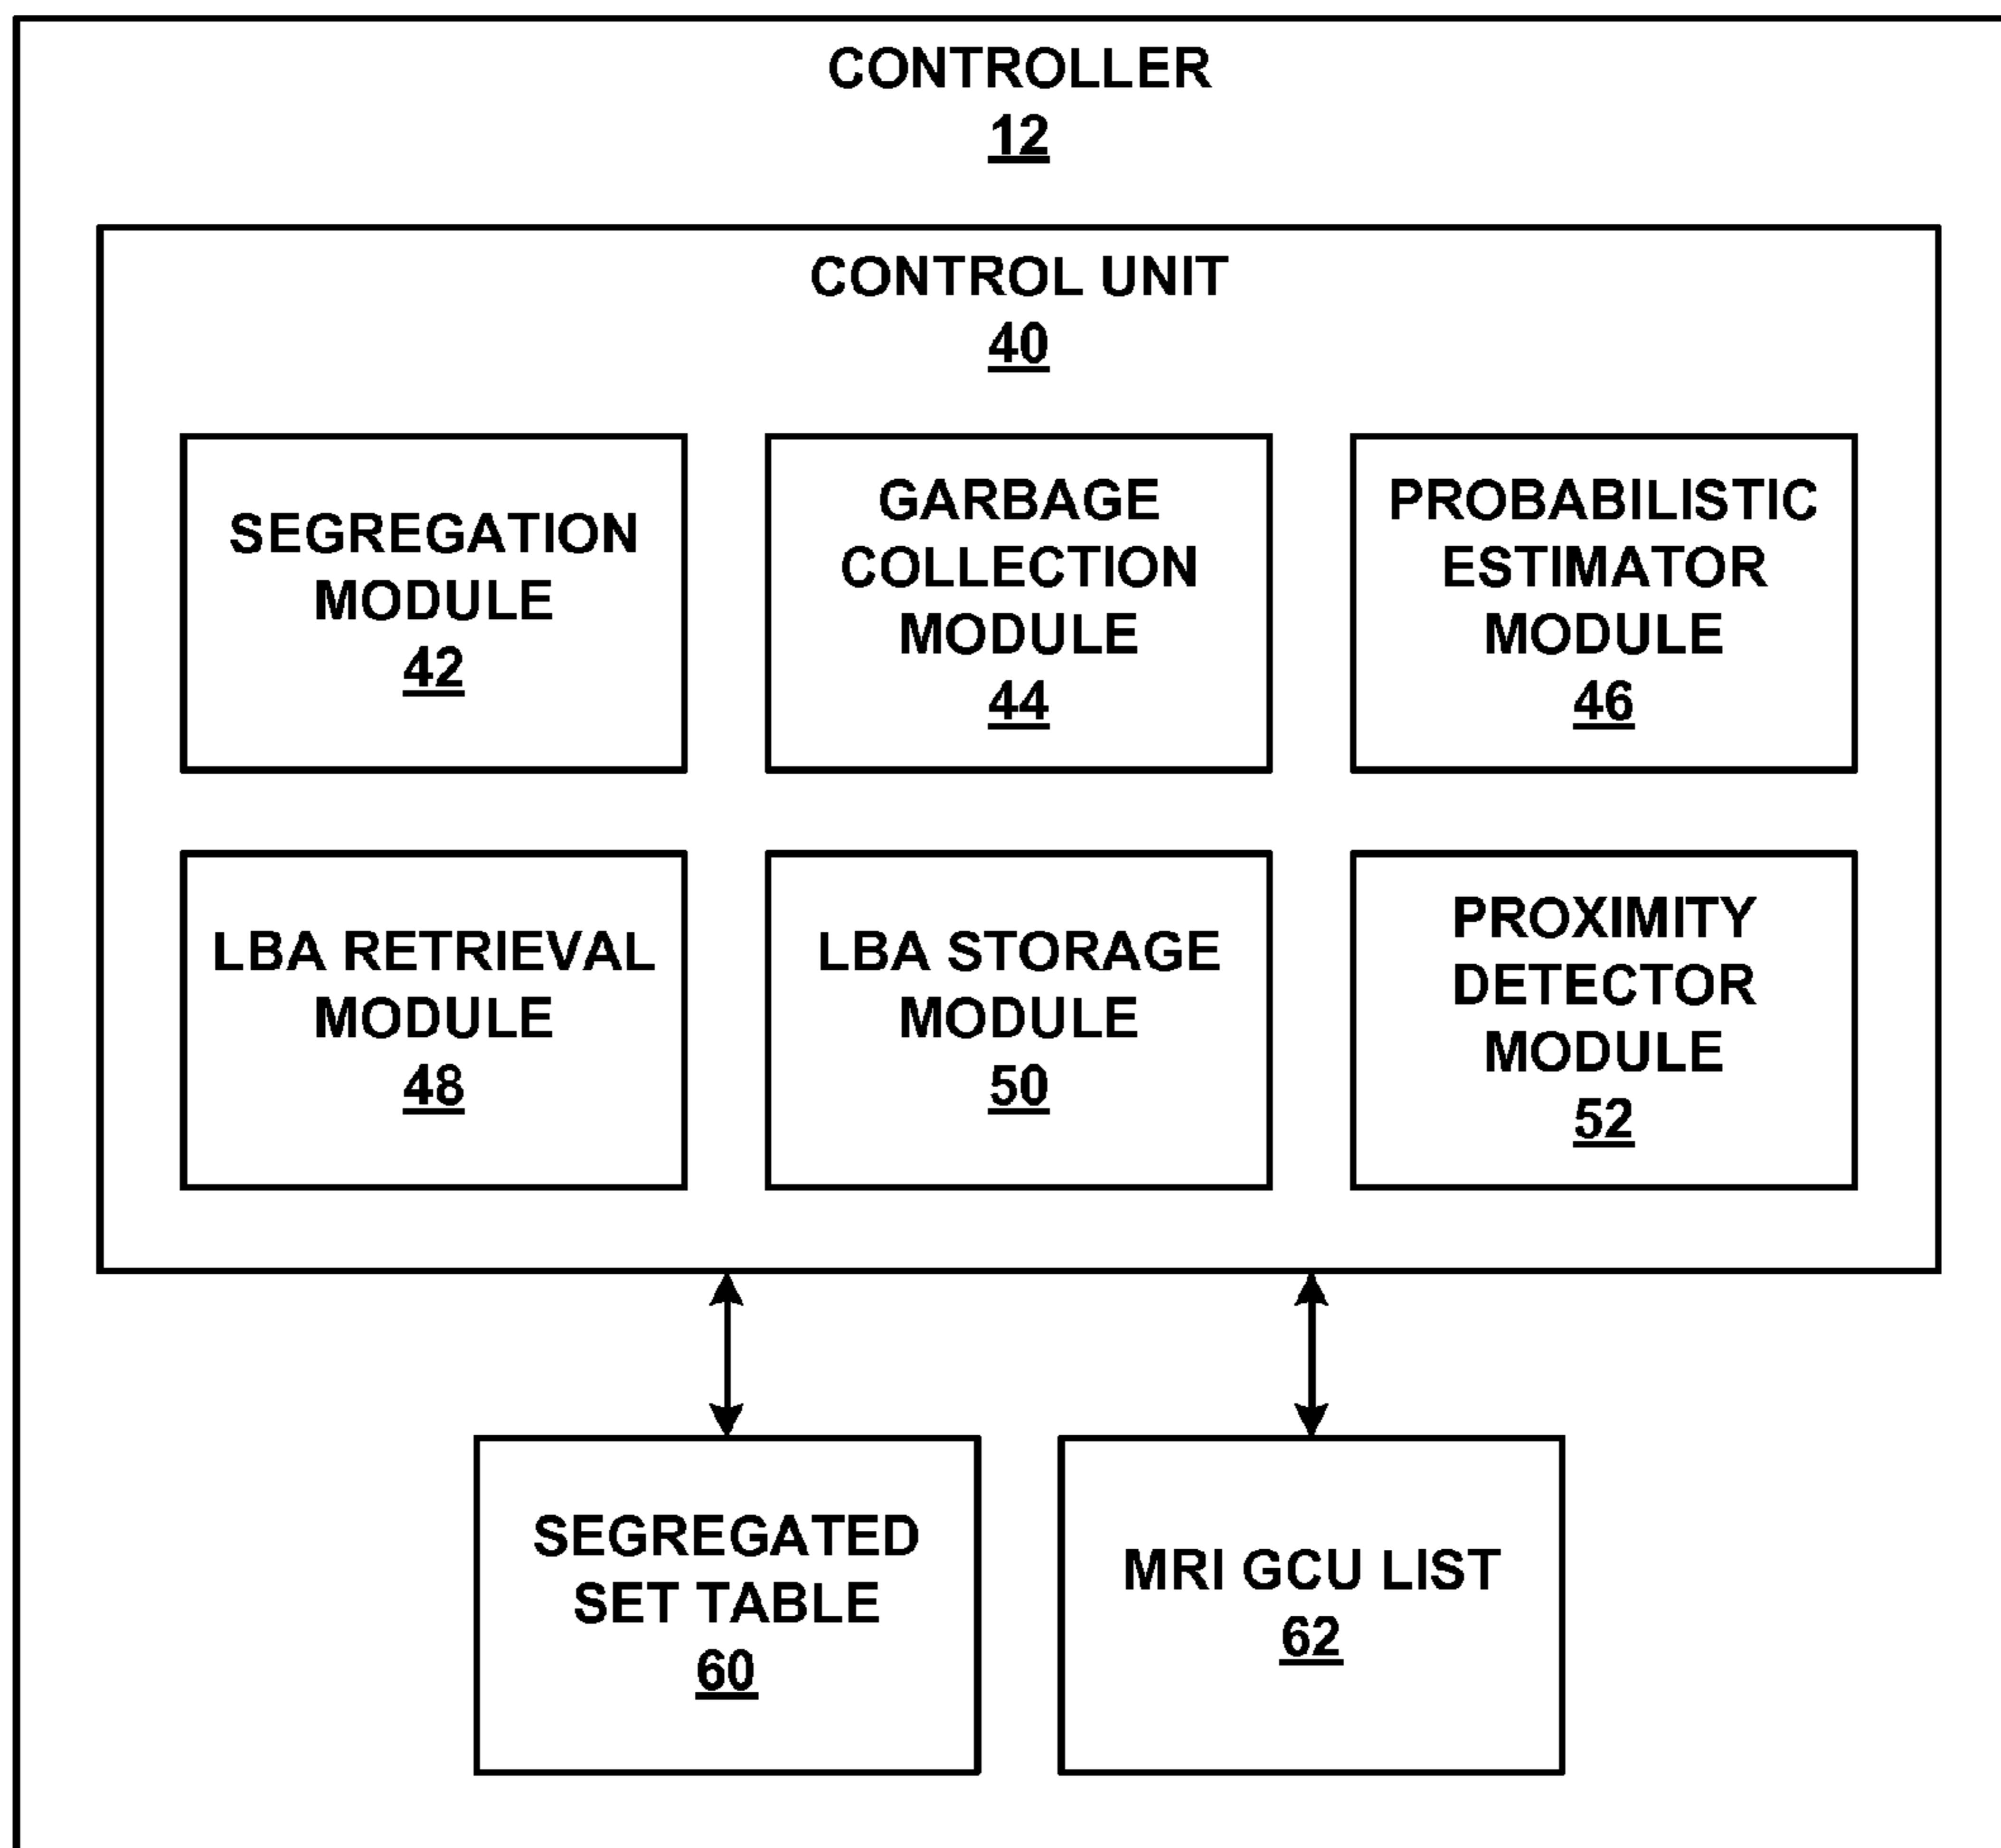 CONTROLLER
12
CONTROL UNIT
40
SEGREGATION
MODULE
42
GARBAGE
COLLECTION
MODULE
44
PROBABILISTIC
ESTIMATOR
MODULE
46
LBA RETRIEVAL
MODULE
48
LBA STORAGE
MODULE
50
PROXIMITY
DETECTOR
MODULE
52
SEGREGATED
SET TABLE
60
MRI GCU LIST
62